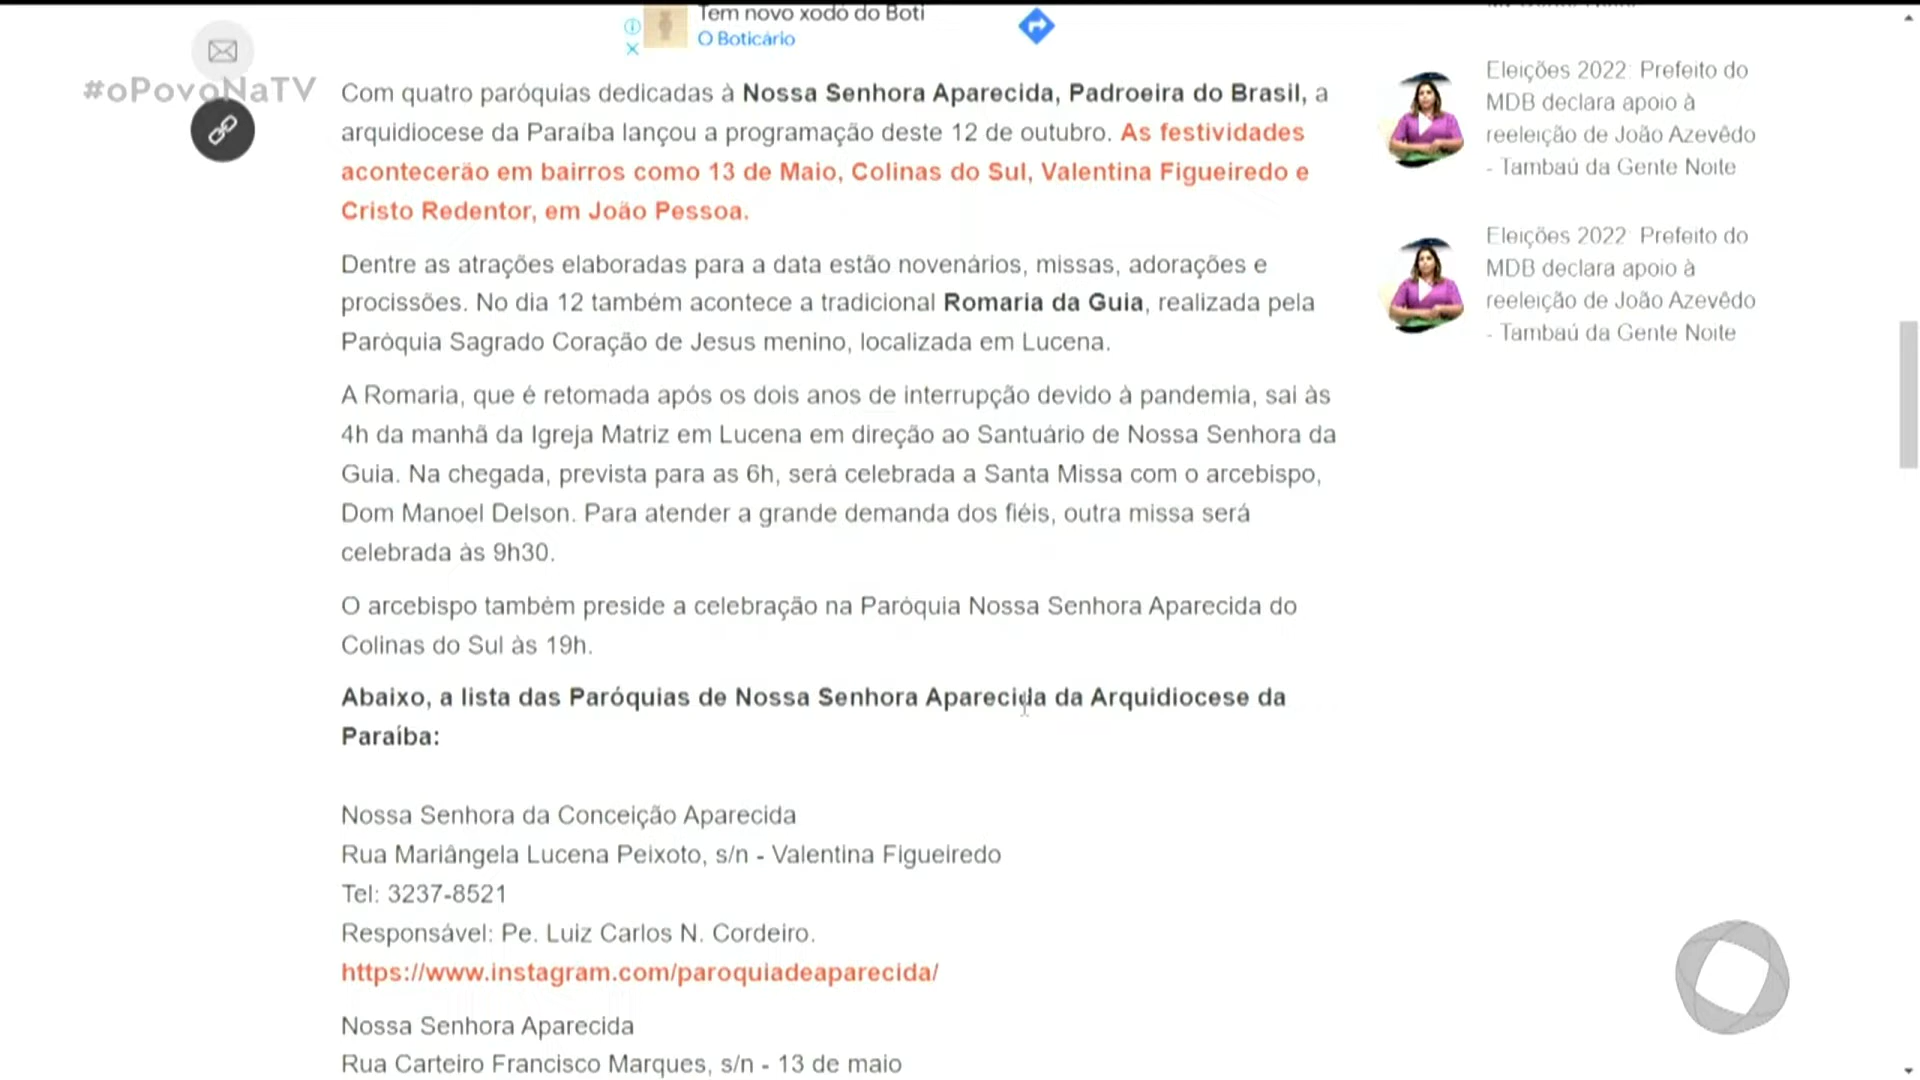 Tem novo xodó do Boti
O Boticário
#oPovoNaTV
Com quatro paróquias dedicadas à Nossa Senhora Aparecida, Padroeira do Brasil, a
arquidiocese da Paraíba lançou a programação deste 12 de outubro. As festividades
acontecerão em bairros como 13 de Maio, Colinas do Sul, Valentina Figueiredo e
Cristo Redentor, em João Pessoa.
Dentre as atrações elaboradas para a data estão novenários, missas, adorações e
procissões. No dia 12 também acontece a tradicional Romaria da Guia, realizada pela
Paróquia Sagrado Coração de Jesus menino, localizada em Lucena.
A Romaria, que é retomada após os dois anos de interrupção devido à pandemia, sai às
4h da manhã da Igreja Matriz em Lucena em direção ao Santuário de Nossa Senhora da
Guia. Na chegada, prevista para as 6h, será celebrada a Santa Missa com o arcebispo,
Dom Manoel Delson. Para atender a grande demanda dos fiéis, outra missa será
celebrada às 9h30.
O arcebispo também preside a celebração na Paróquia Nossa Senhora Aparecida do
Colinas do Sul às 19h.
Abaixo, a lista das Paróquias de Nossa Senhora Aparecida da Arquidiocese da
Paraíba:
Nossa Senhora da Conceição Aparecida
Rua Mariângela Lucena Peixoto, s/n - Valentina Figueiredo
Tel: 3237-8521
Responsável: Pe. Luiz Carlos N. Cordeiro.
https://www.instagram.com/paroquiadeaparecida/
Nossa Senhora Aparecida
Rua Carteiro Francisco Marques, s/n - 13 de maio
Eleições 2022: Prefeito do
MDB declara apoio à
reeleição de João Azevêdo
- Tambaú da Gente Noite
Eleições 2022: Prefeito do
MDB declara apoio à
reeleição de João Azevêdo
- Tambaú da Gente Noite